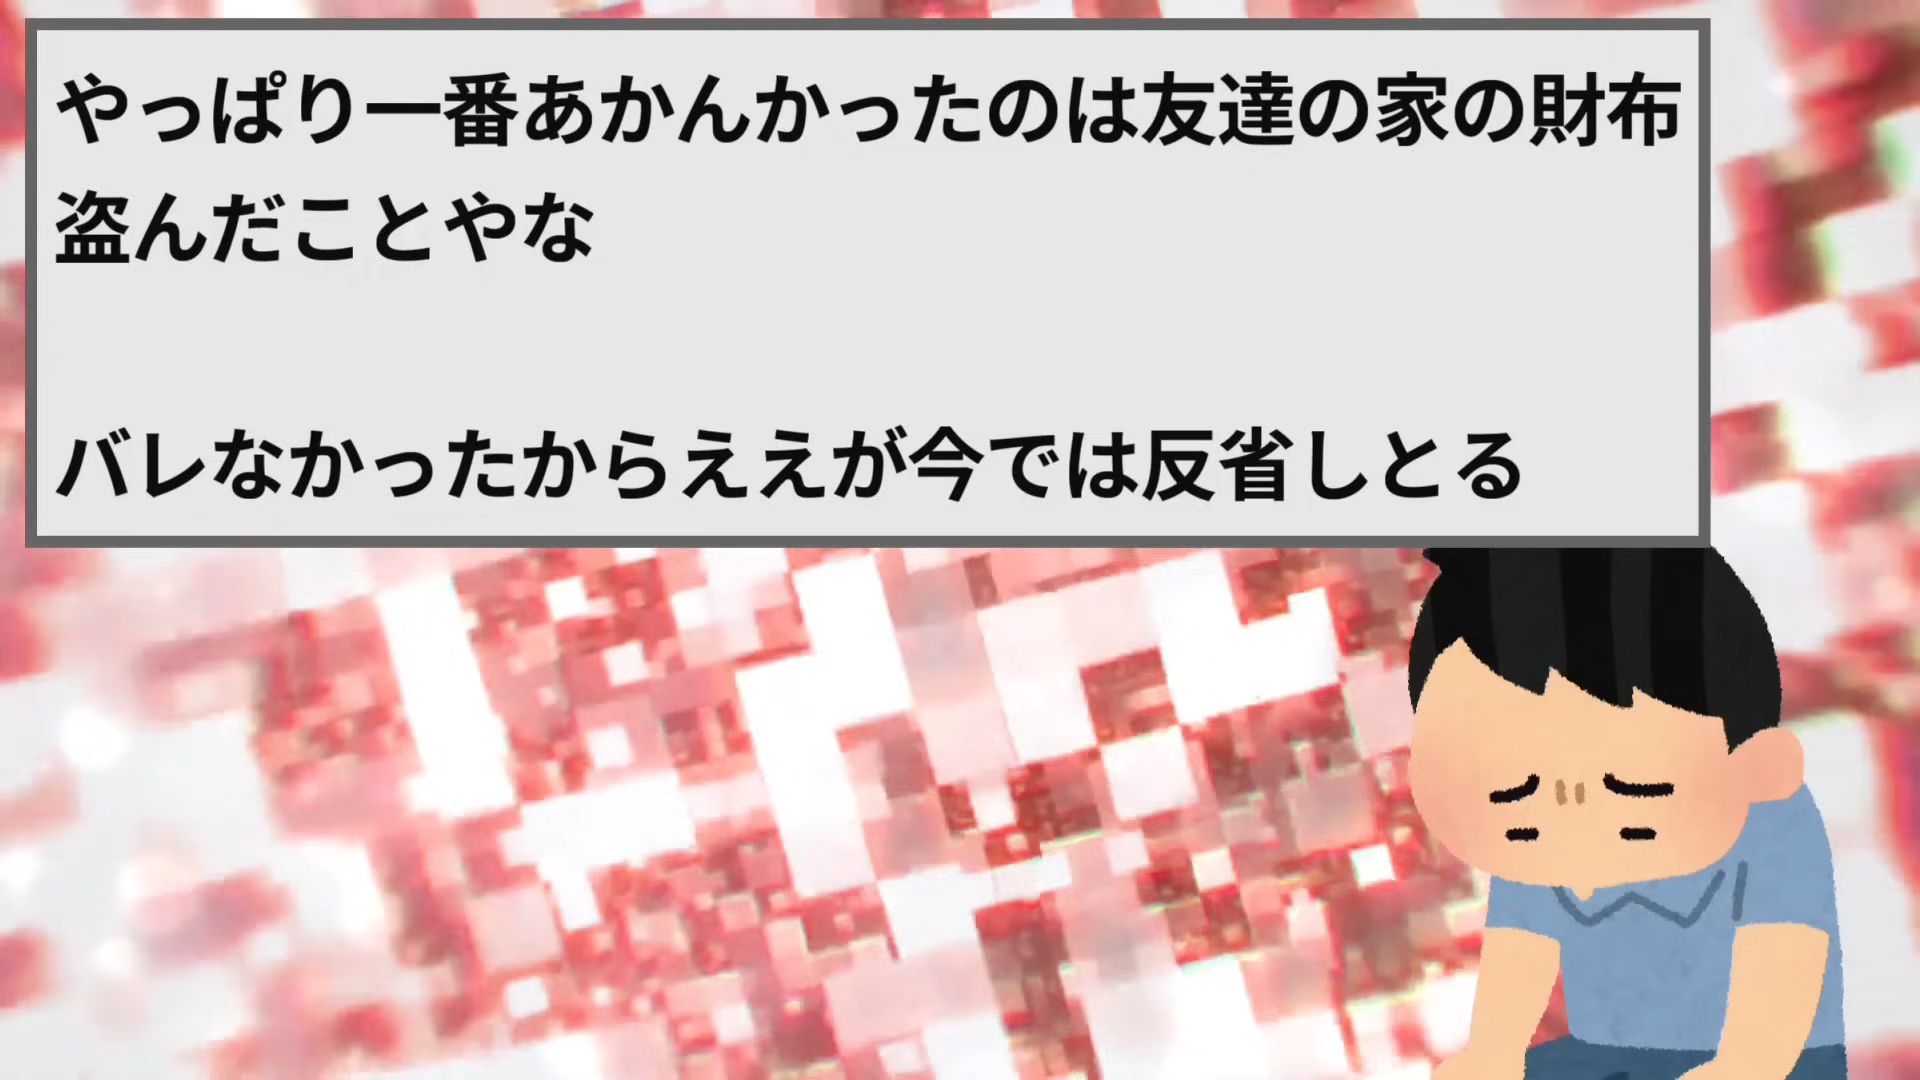 やっぱり一番あかんかったのは友達の家の財布
盗んだことやな
バレなかったからええが今では反省しとる